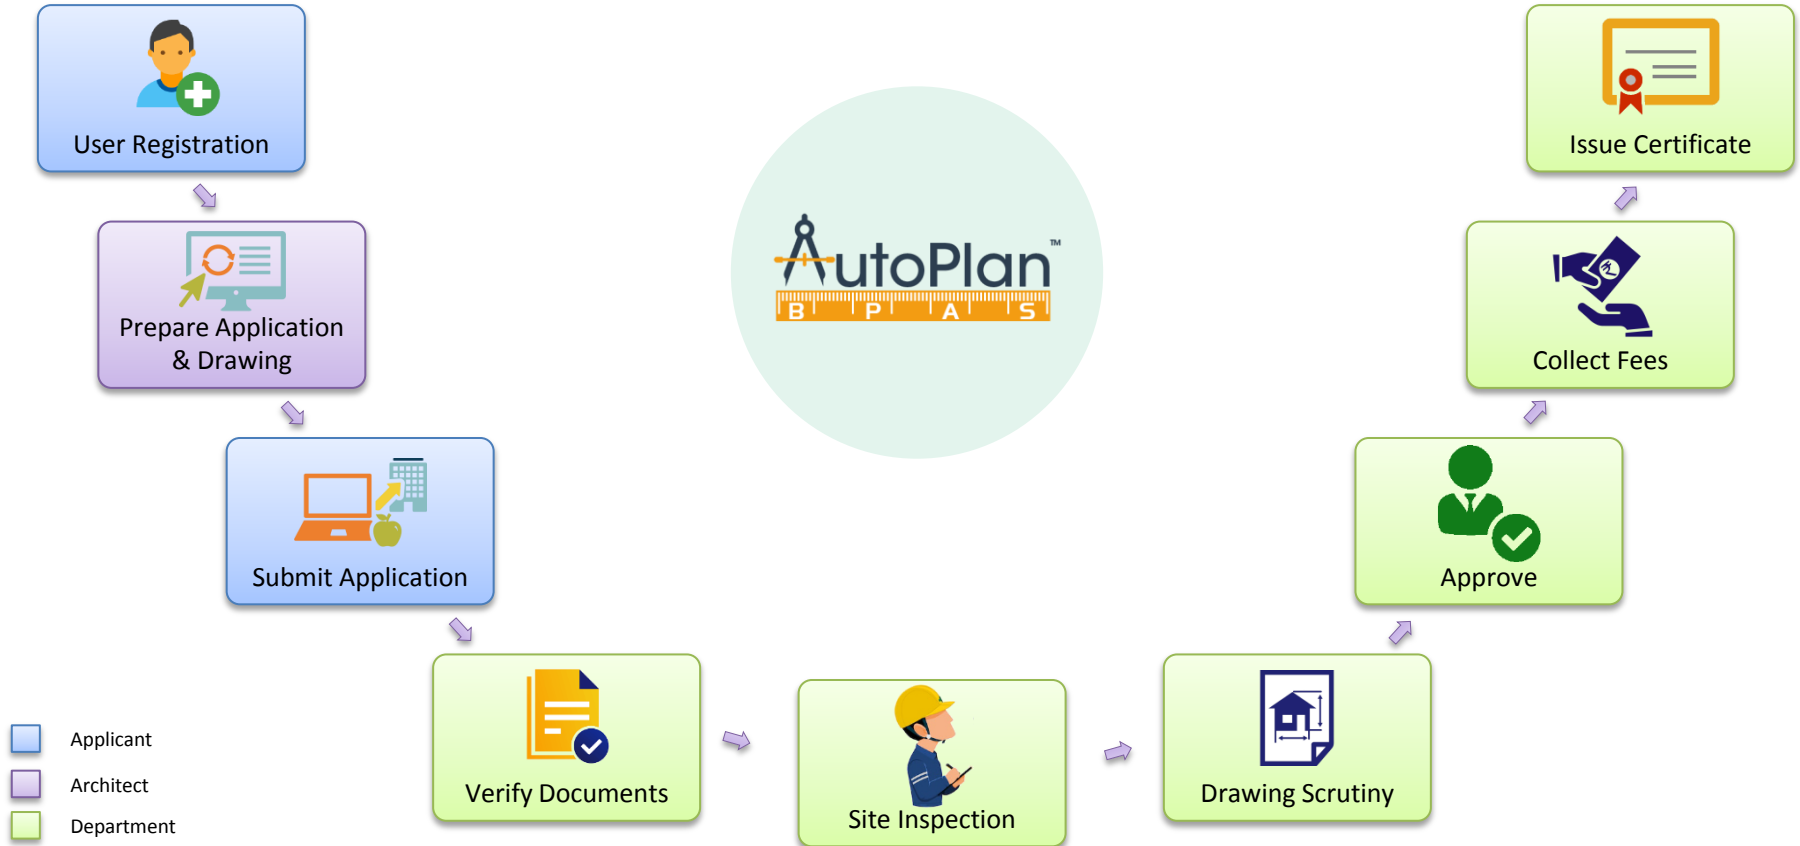 User Registration
Prepare Application
& Drawing
Submit Application
Verify Documents
Site Inspection
Drawing Scrutiny
Approve
Collect Fees
Issue Certificate
AutoPlan™
B P A S
Applicant
Architect
Department